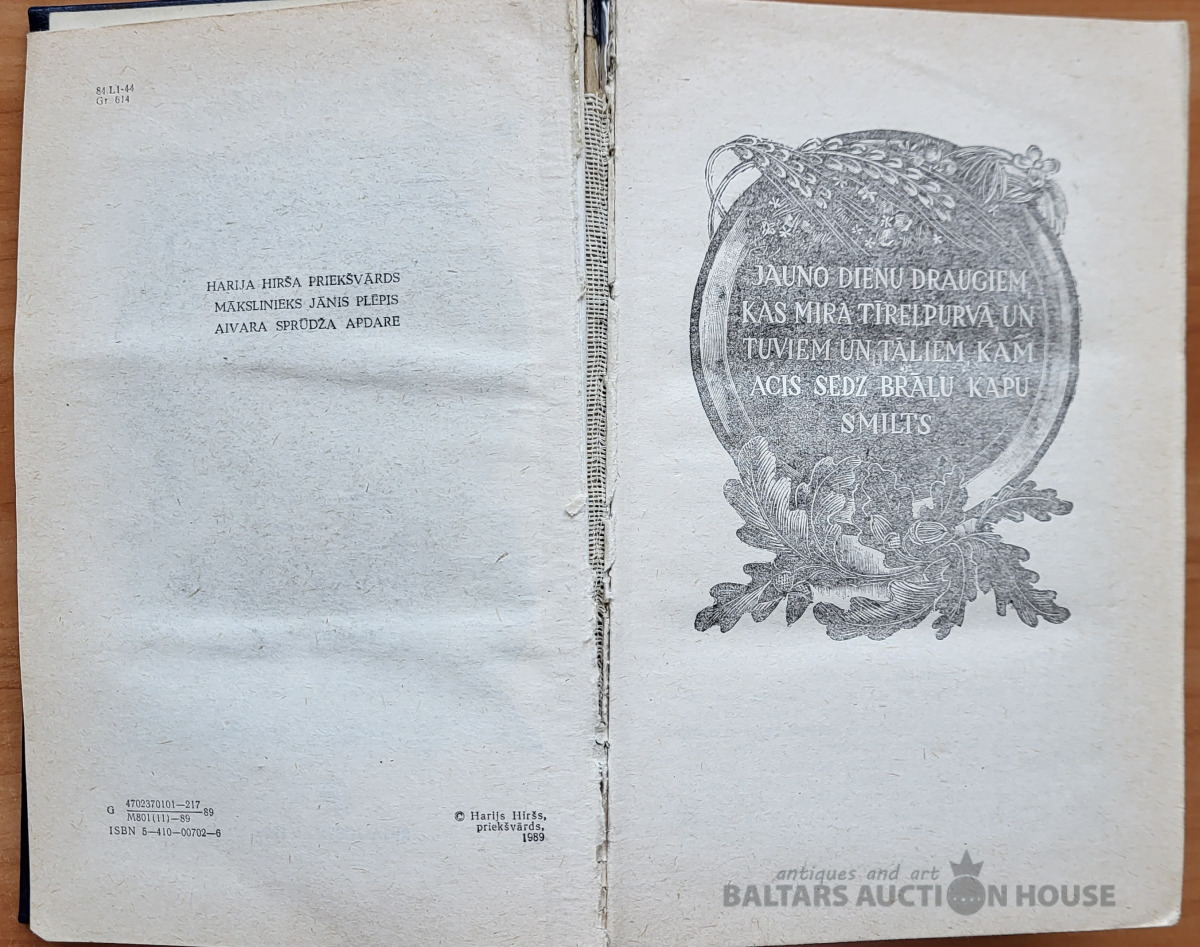 84 L1-44
Gr 614
HARIJA HIRŠA PRIEKŠVĀRDS
MĀKSLINIEKS JĀNIS PLĒPIS
AIVARA SPRŪDŽA APDARE
G 4702370101—217
M801(11)—89 89
ISBN 5—410—00702—6
© Harijs Hiršs,
priekšvārds,
1989
JAUNO DIENU DRAUGIEM,
KAS MIRA TĪREĻPURVĀ, UN
TUVIEM UN TĀLIEM, KAM
ACIS SEDZ BRĀĻU KAPU
SMILTS
antiques and art
BALTARS AUCTION HOUSE